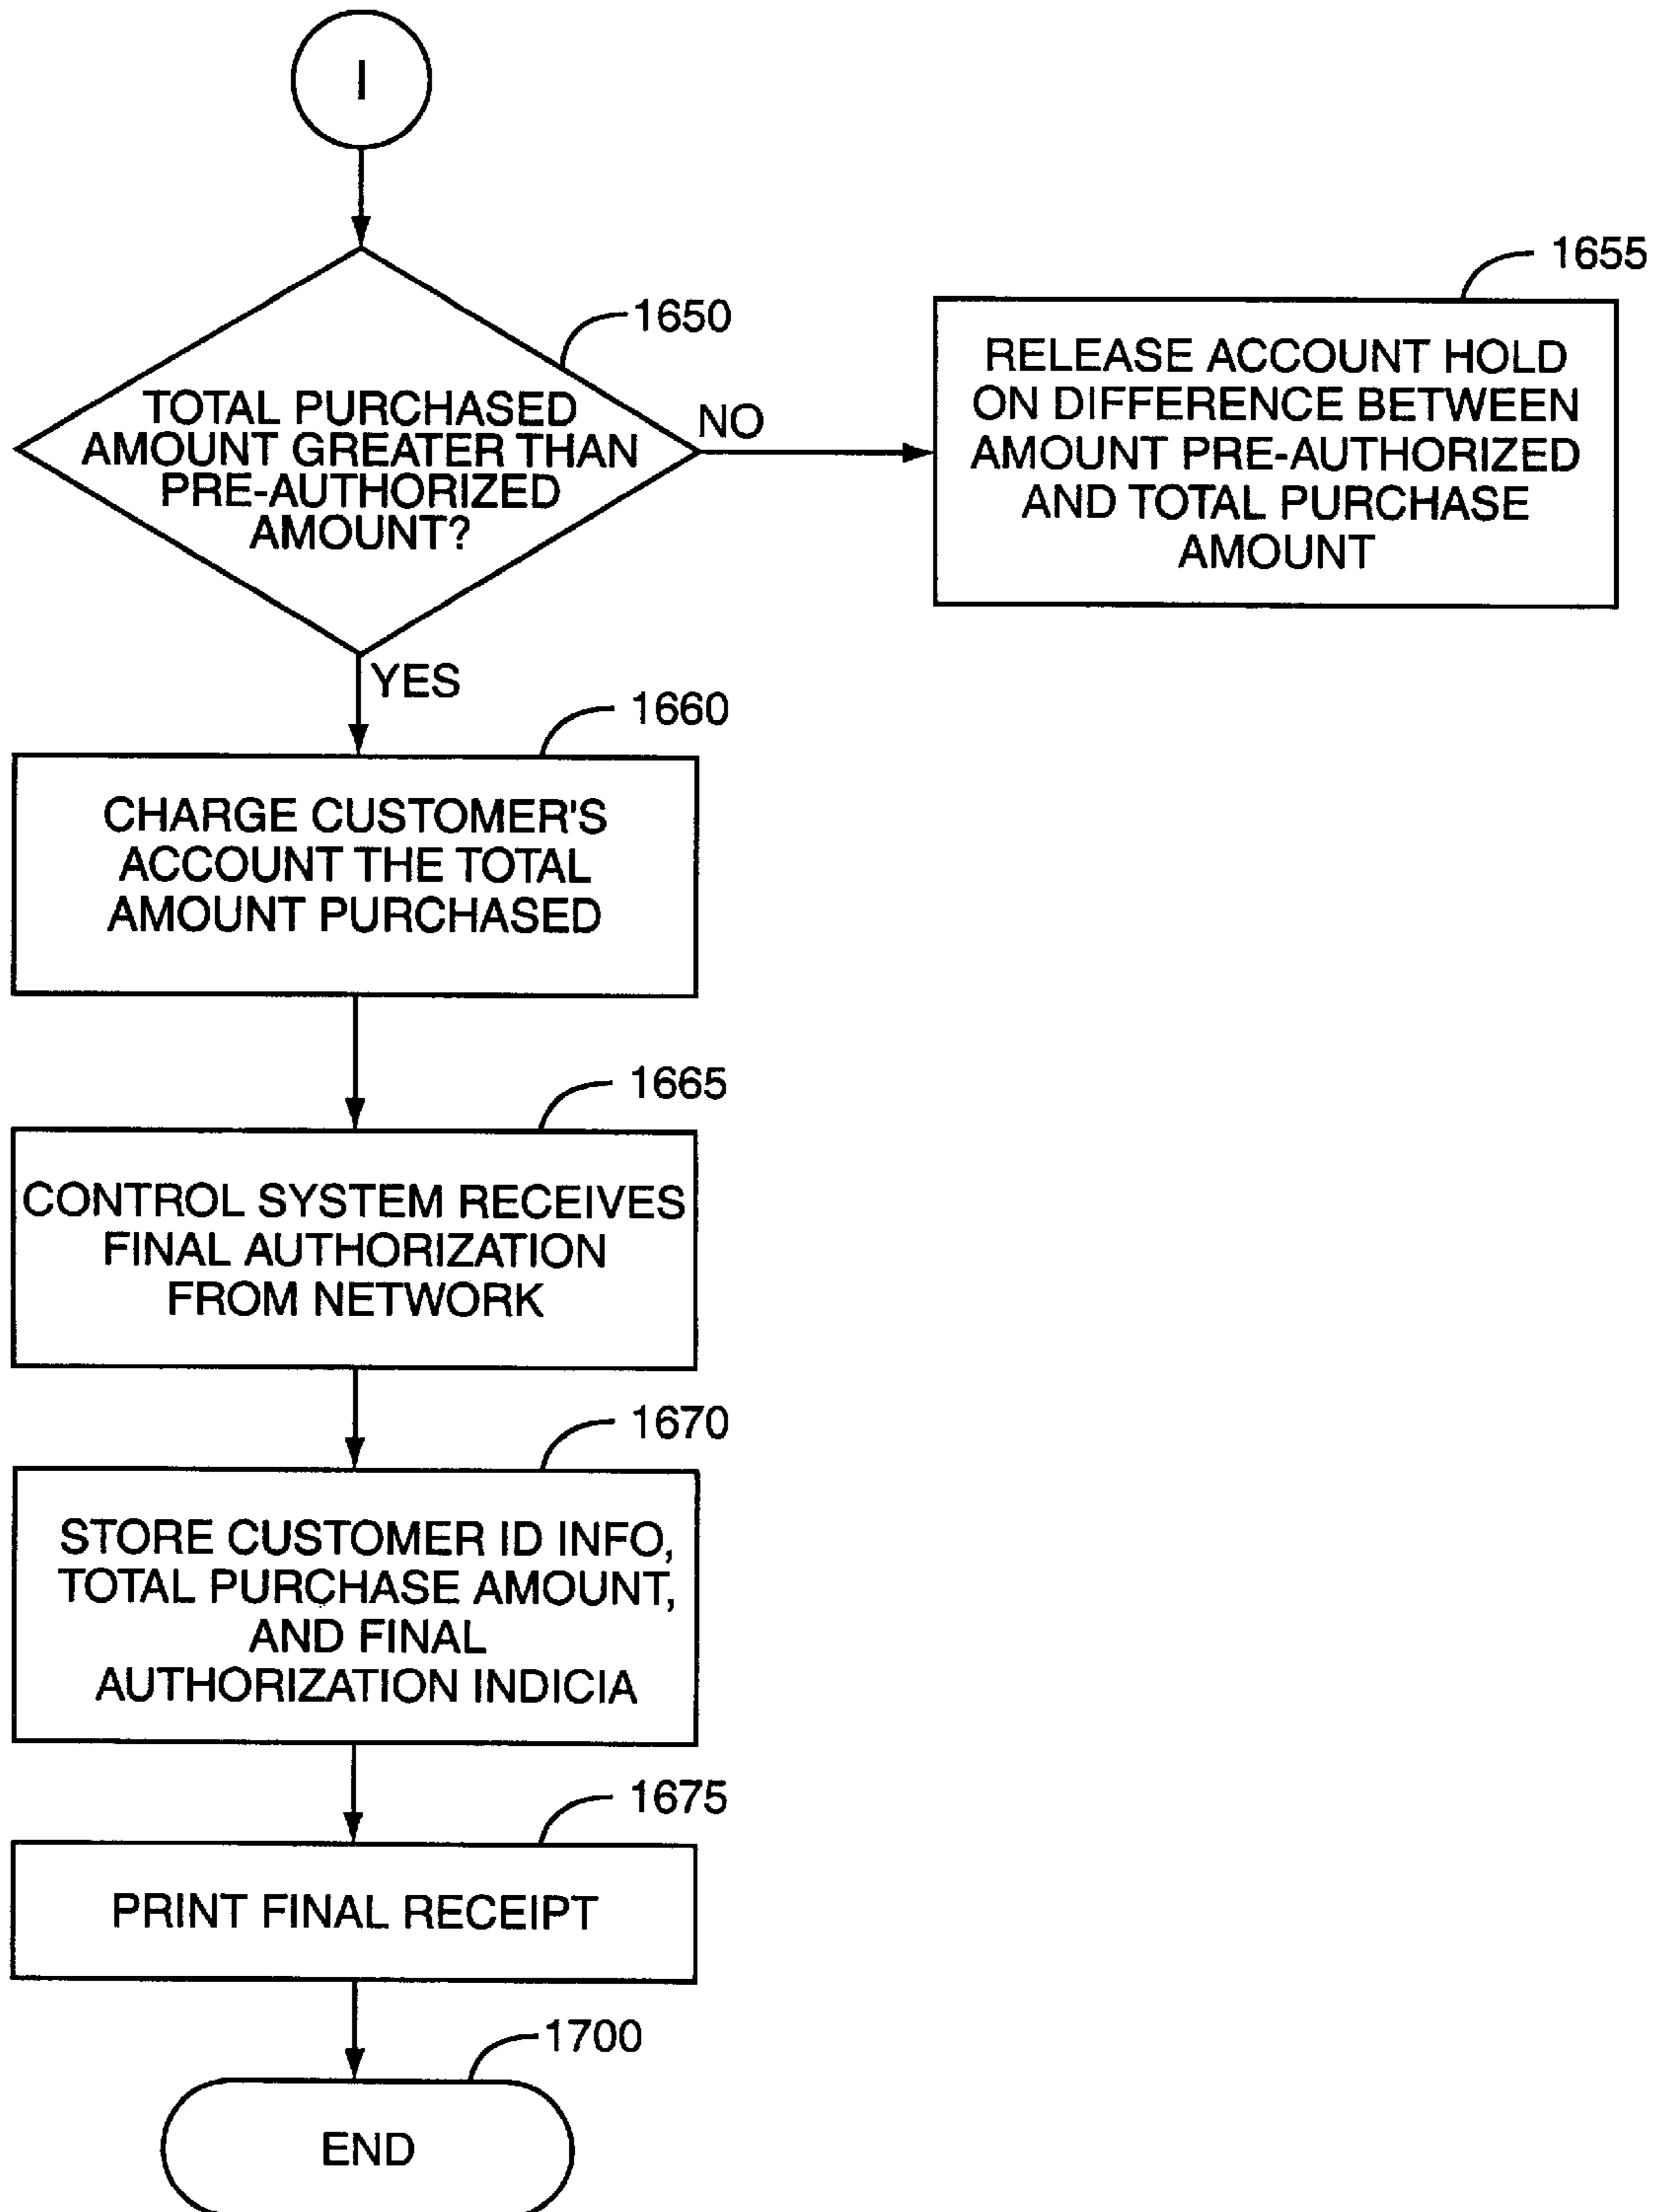 I
1650
TOTAL PURCHASED
AMOUNT GREATER THAN
PRE-AUTHORIZED
AMOUNT?
NO
1655
RELEASE ACCOUNT HOLD
ON DIFFERENCE BETWEEN
AMOUNT PRE-AUTHORIZED
AND TOTAL PURCHASE
AMOUNT
YES
1660
CHARGE CUSTOMER'S
ACCOUNT THE TOTAL
AMOUNT PURCHASED
1665
CONTROL SYSTEM RECEIVES
FINAL AUTHORIZATION
FROM NETWORK
1670
STORE CUSTOMER ID INFO,
TOTAL PURCHASE AMOUNT,
AND FINAL
AUTHORIZATION INDICIA
1675
PRINT FINAL RECEIPT
1700
END